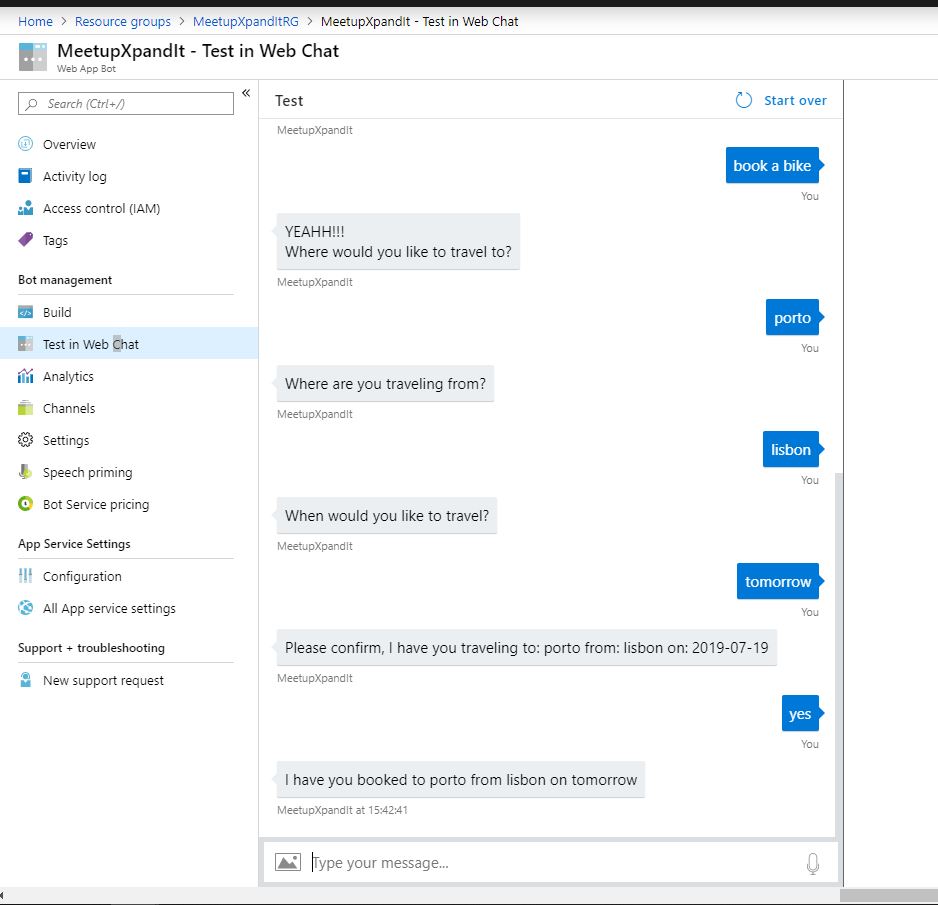 Home > Resource groups > MeetupXpandItRG > MeetupXpandIt - Test in Web Chat
MeetupXpandIt - Test in Web Chat
Web App Bot
Search (Ctrl+/)
«
Overview
Activity log
Access control (IAM)
Tags
Bot management
Build
Test in Web Chat
Analytics
Channels
Settings
Speech priming
Bot Service pricing
App Service Settings
Configuration
All App service settings
Support + troubleshooting
New support request
Test
Start over
MeetupXpandIt
book a bike
You
YEAHH!!!
Where would you like to travel to?
MeetupXpandIt
porto
You
Where are you traveling from?
MeetupXpandIt
lisbon
You
When would you like to travel?
MeetupXpandIt
tomorrow
You
Please confirm, I have you traveling to: porto from: lisbon on: 2019-07-19
MeetupXpandIt
yes
You
I have you booked to porto from lisbon on tomorrow
MeetupXpandIt at 15:42:41
Type your message...